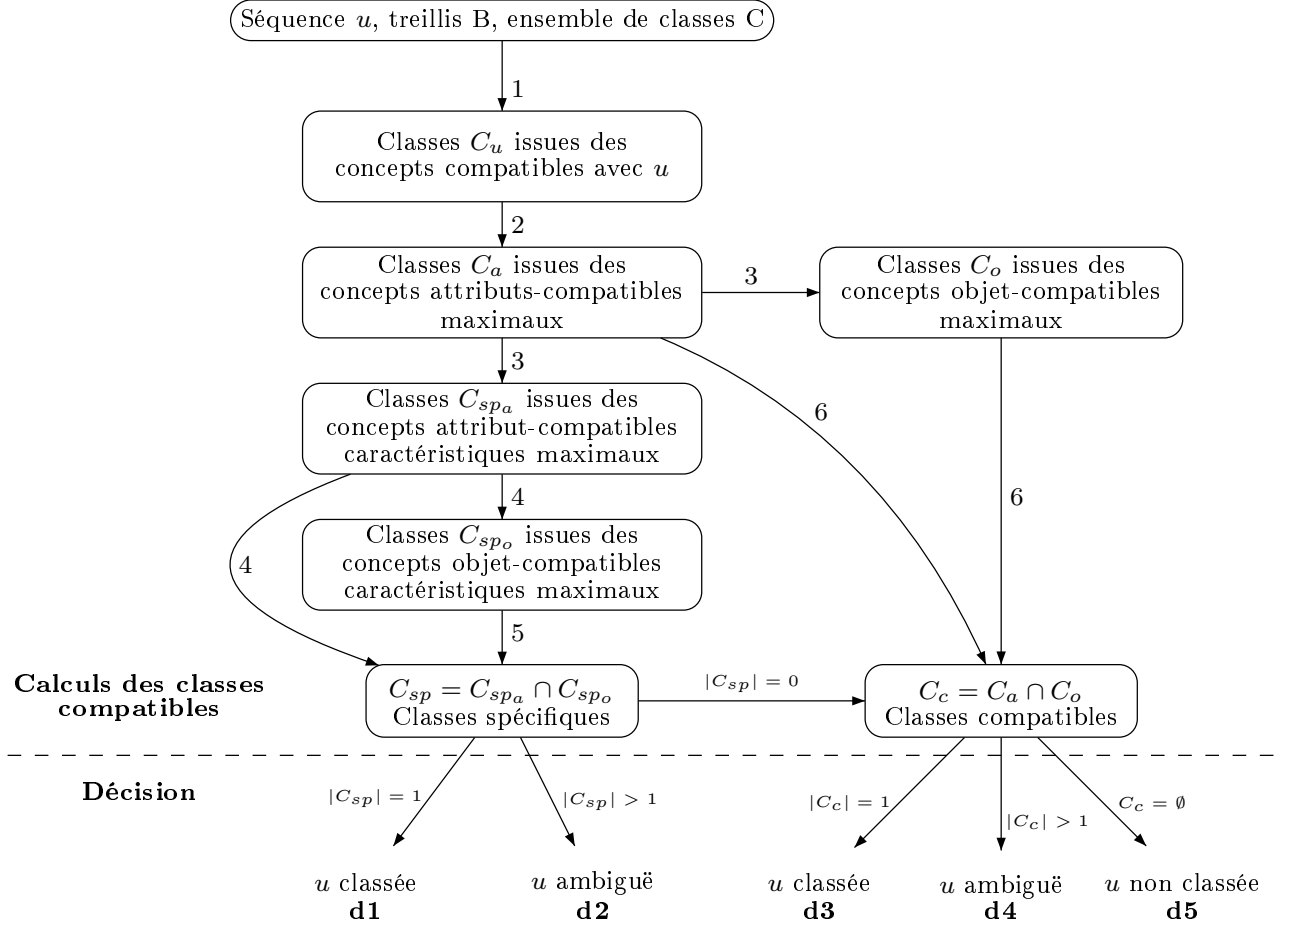 Séquence u, treillis B, ensemble de classes C
1
Classes C_u issues des
concepts compatibles avec u
2
Classes C_a issues des
concepts attributs-compatibles
maximaux
3
Classes C_o issues des
concepts objet-compatibles
maximaux
3
Classes C_{sp_a} issues des
concepts attribut-compatibles
caractéristiques maximaux
6
4
4
6
Classes C_{sp_o} issues des
concepts objet-compatibles
caractéristiques maximaux
5
Calculs des classes
compatibles
C_{sp} = C_{sp_a} ∩ C_{sp_o}
Classes spécifiques
|C_{sp}| = 0
C_c = C_a ∩ C_o
Classes compatibles
Décision
|C_{sp}| = 1
|C_{sp}| > 1
|C_c| = 1
|C_c| > 1
C_c = ∅
u classée
d1
u ambiguë
d2
u classée
d3
u ambiguë
d4
u non classée
d5